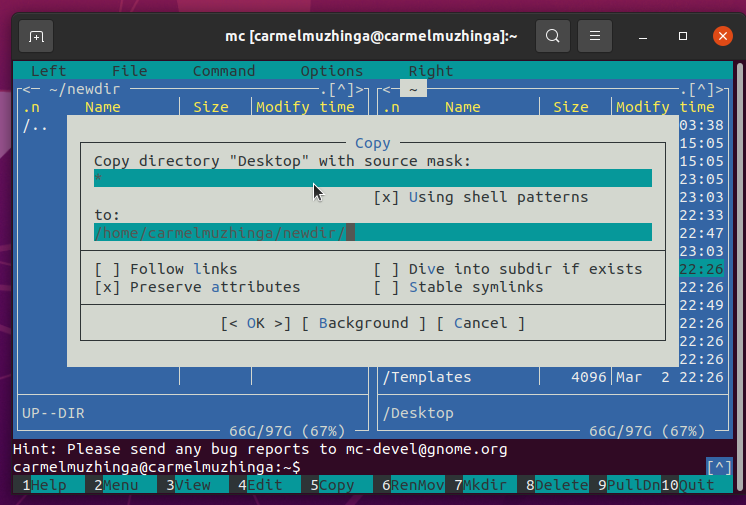 mc [carmelmuzhinga@carmelmuzhinga]:~
Left File Command Options Right
<— ~/newdir .[^]>
.n Name Size Modify time
/..
UP--DIR
66G/97G (67%)
<— ~ .[^]>
.n Name Size Modify time
03:38
15:05
15:05
23:05
23:03
22:33
22:47
23:03
22:26
22:26
22:49
22:26
22:26
22:26
/Templates 4096 Mar 2 22:26
/Desktop
66G/97G (67%)
Copy
Copy directory "Desktop" with source mask:
*
[x] Using shell patterns
to:
/home/carmelmuzhinga/newdir/
[ ] Follow links [ ] Dive into subdir if exists
[x] Preserve attributes [ ] Stable symlinks
[< OK >] [ Background ] [ Cancel ]
Hint: Please send any bug reports to mc-devel@gnome.org
carmelmuzhinga@carmelmuzhinga:~$ [^]
1Help 2Menu 3View 4Edit 5Copy 6RenMov 7Mkdir 8Delete 9PullDn 10Quit